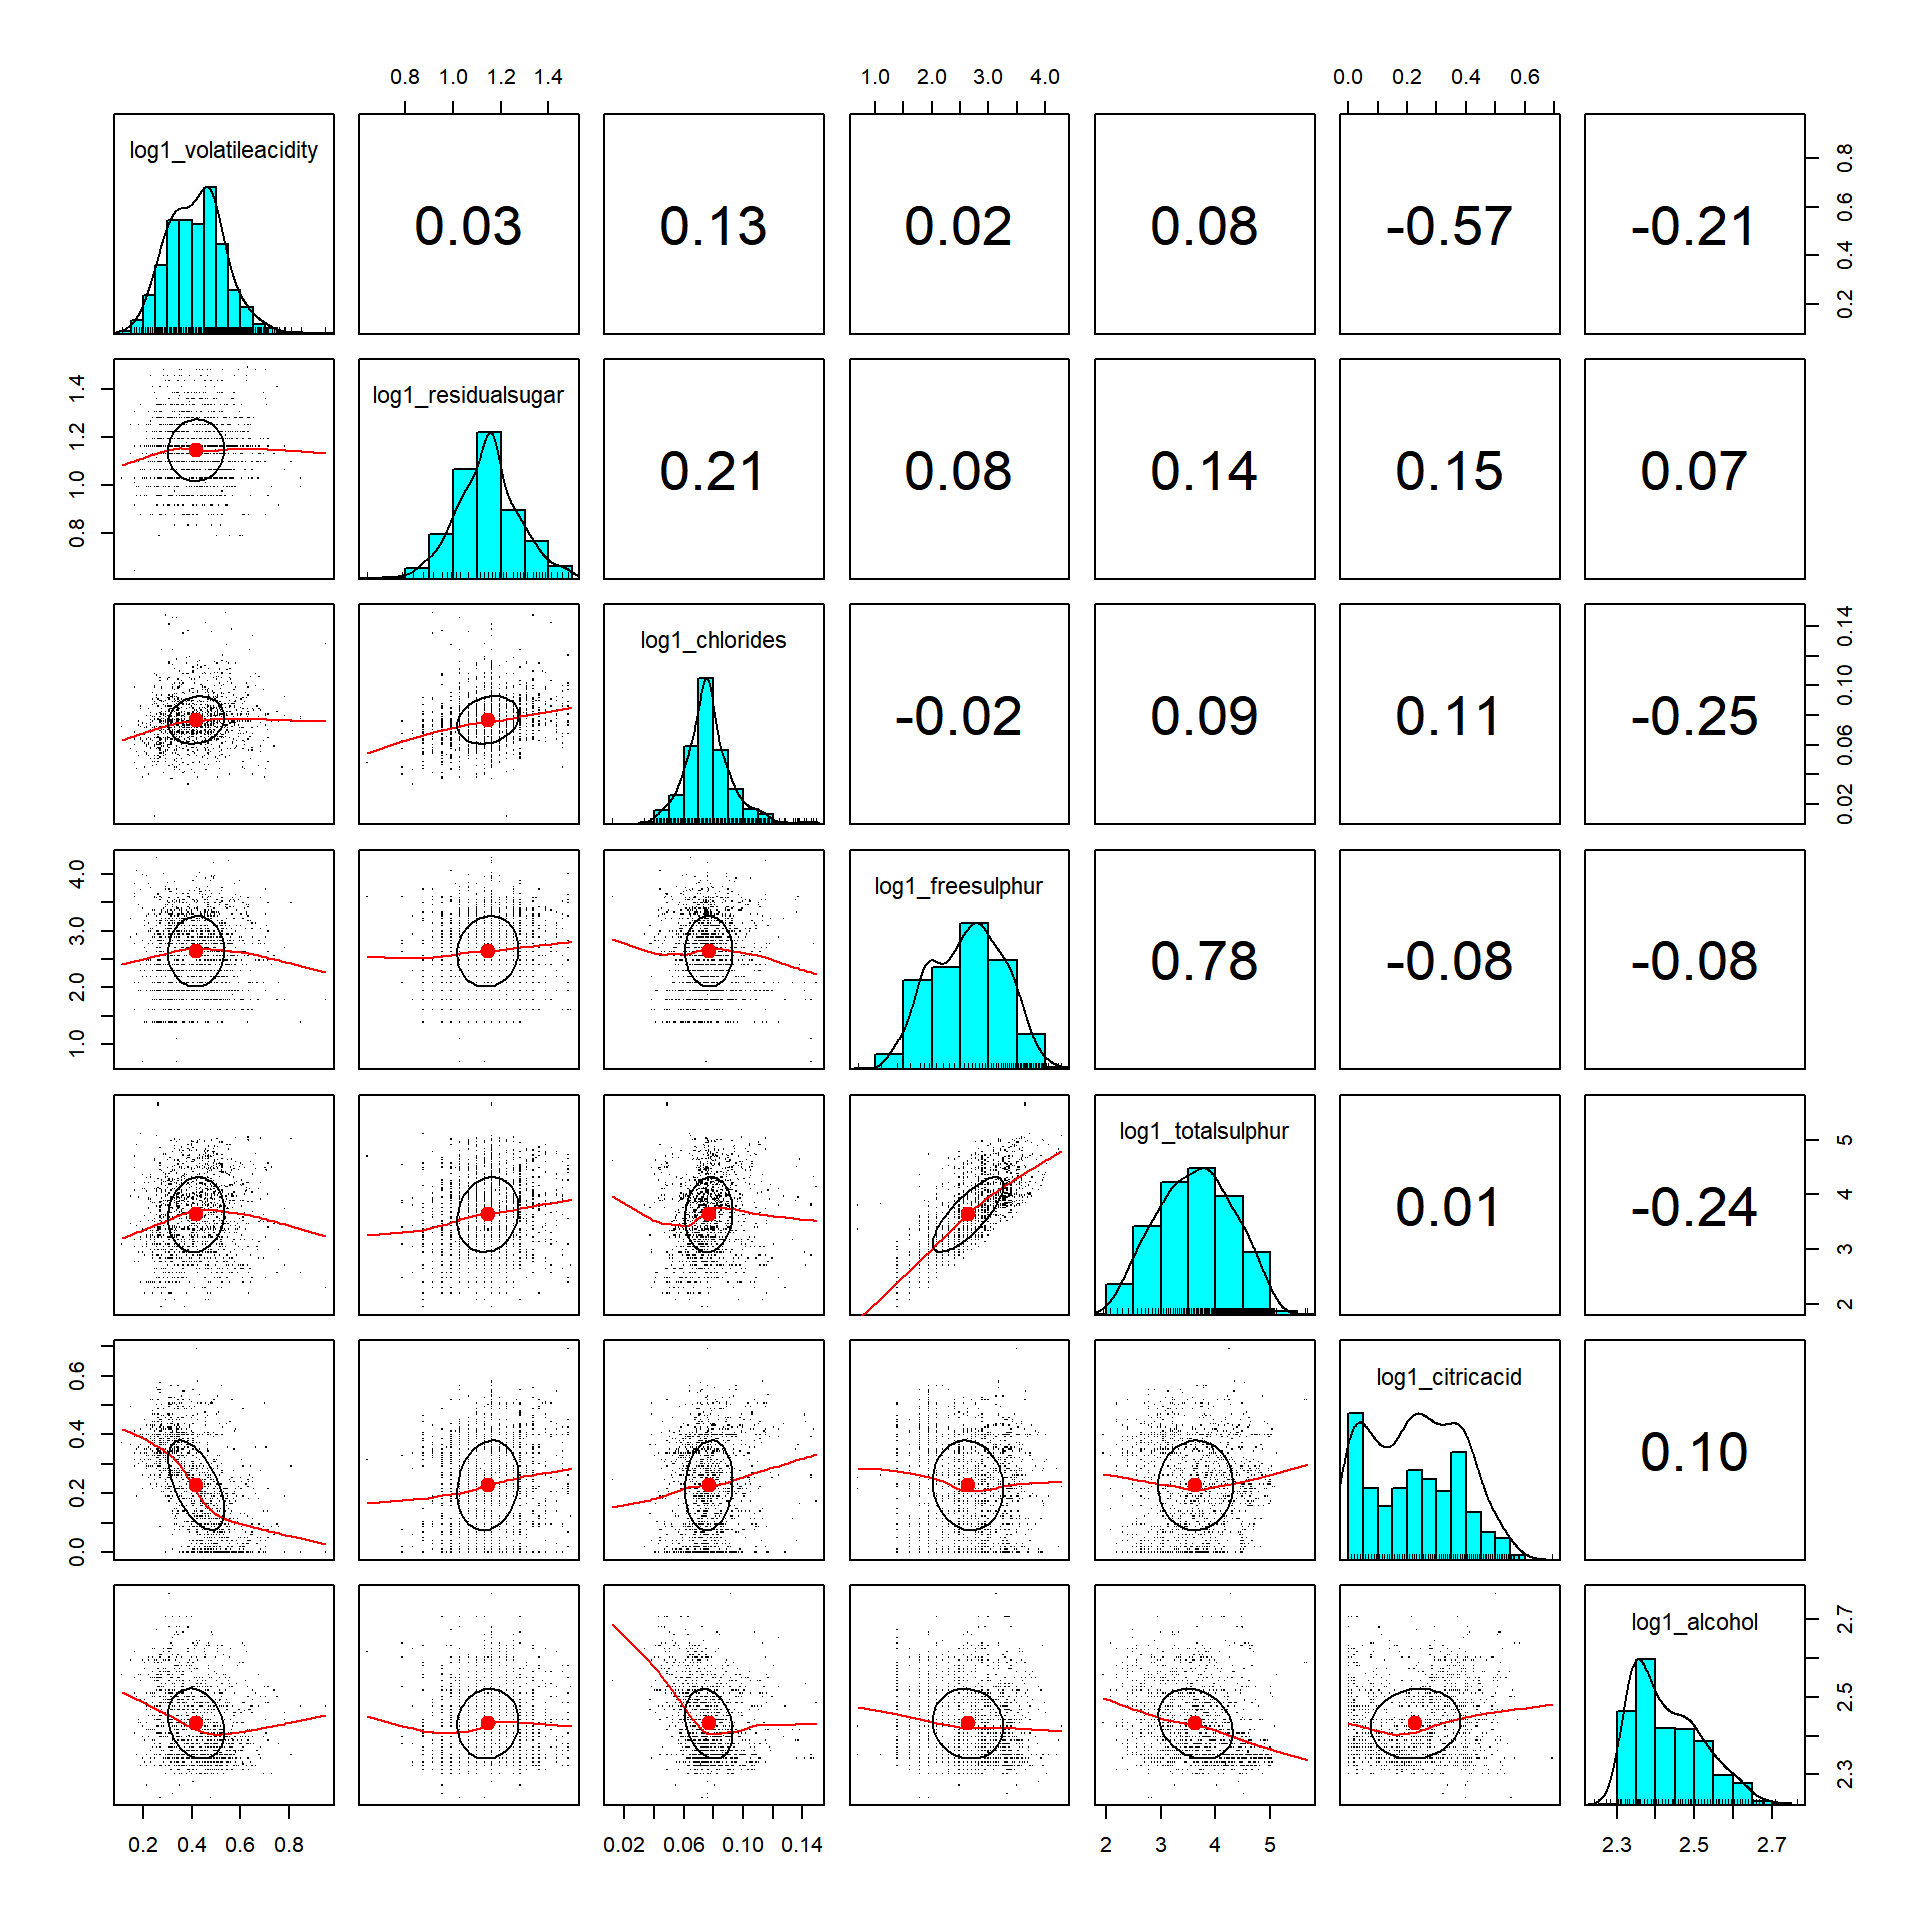 0.8 1.0 1.2 1.4 1.0 2.0 3.0 4.0 0.0 0.2 0.4 0.6
log1_volatileacidity 0.03 0.13 0.02 0.08 -0.57 -0.21 0.2 0.4 0.6 0.8
0.8 1.0 1.2 1.4 log1_residualsugar 0.21 0.08 0.14 0.15 0.07
log1_chlorides -0.02 0.09 0.11 -0.25 0.02 0.06 0.10 0.14
1.0 2.0 3.0 4.0 log1_freesulphur 0.78 -0.08 -0.08
log1_totalsulphur 0.01 -0.24 2 3 4 5
0.0 0.2 0.4 0.6 log1_citricacid 0.10
log1_alcohol 2.3 2.5 2.7
0.2 0.4 0.6 0.8 0.02 0.06 0.10 0.14 2 3 4 5 2.3 2.5 2.7